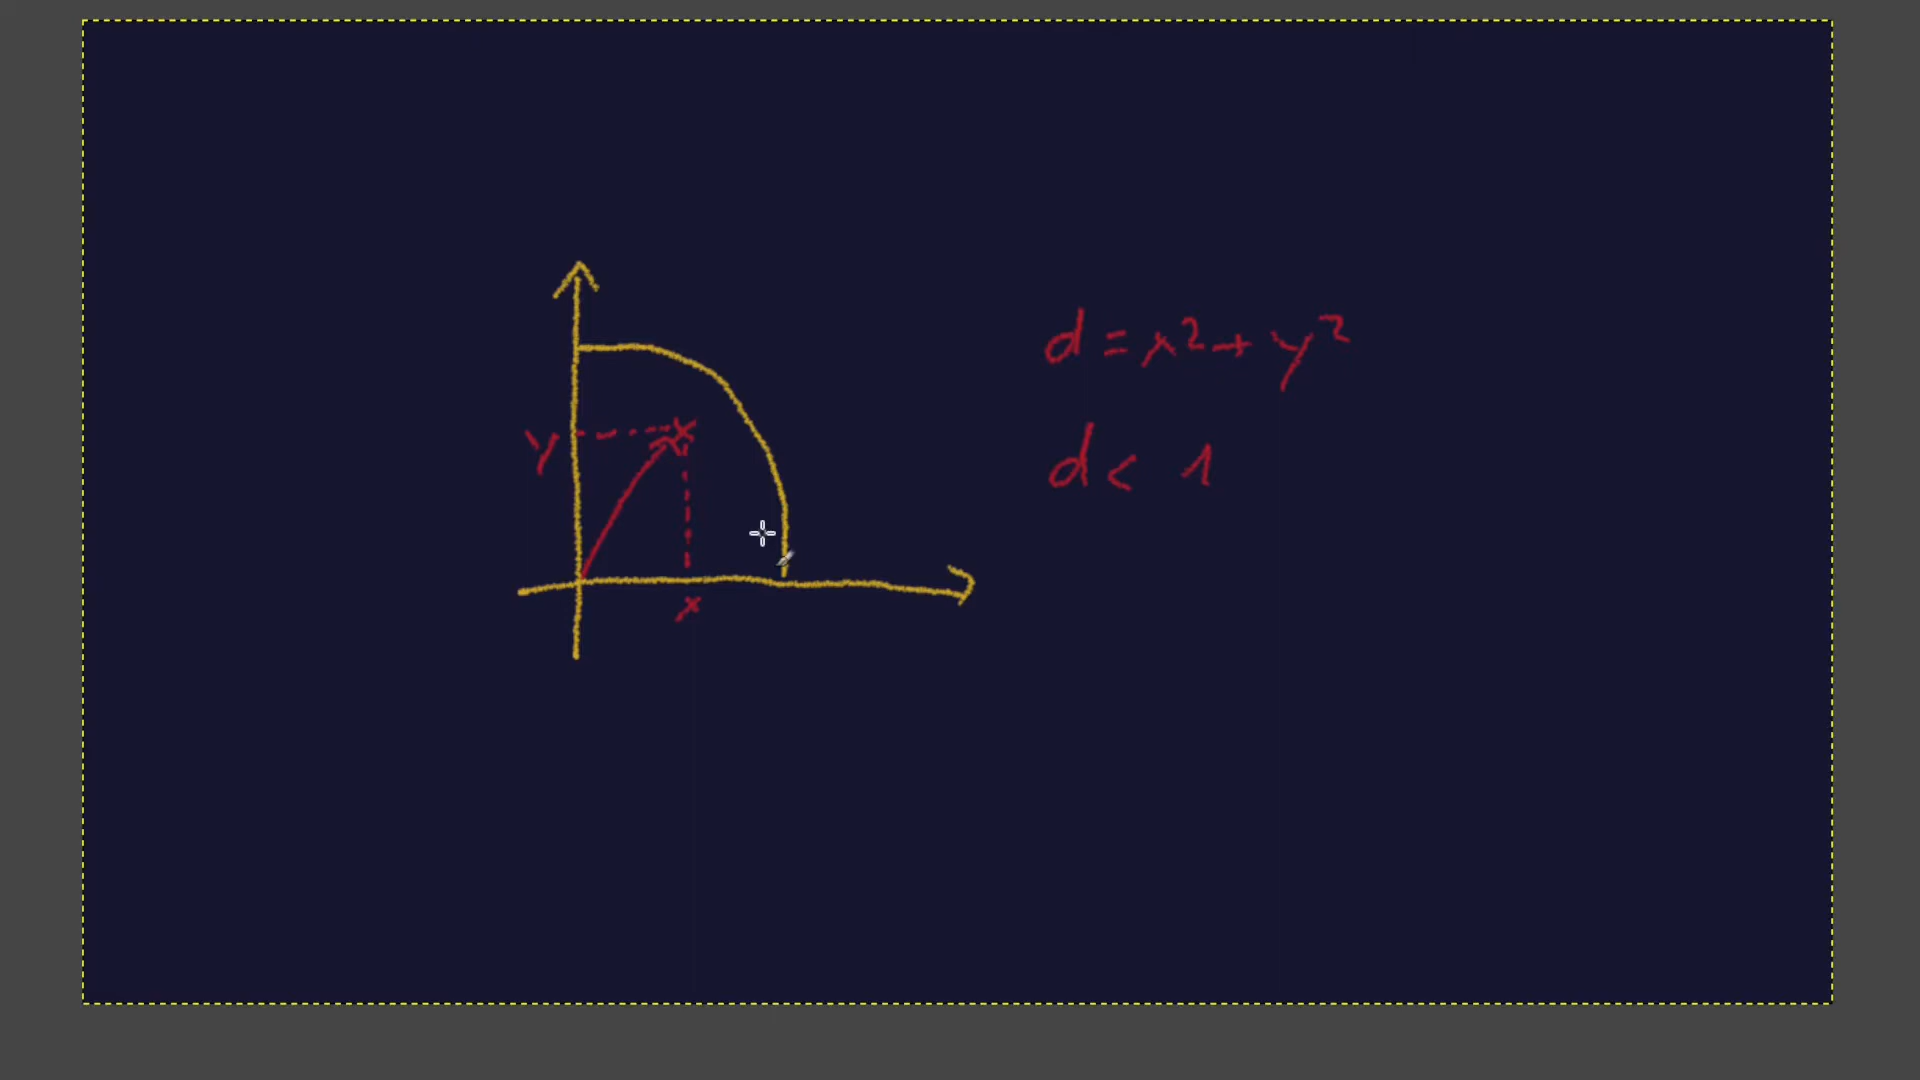 d = x² + y²
d < 1
y
x